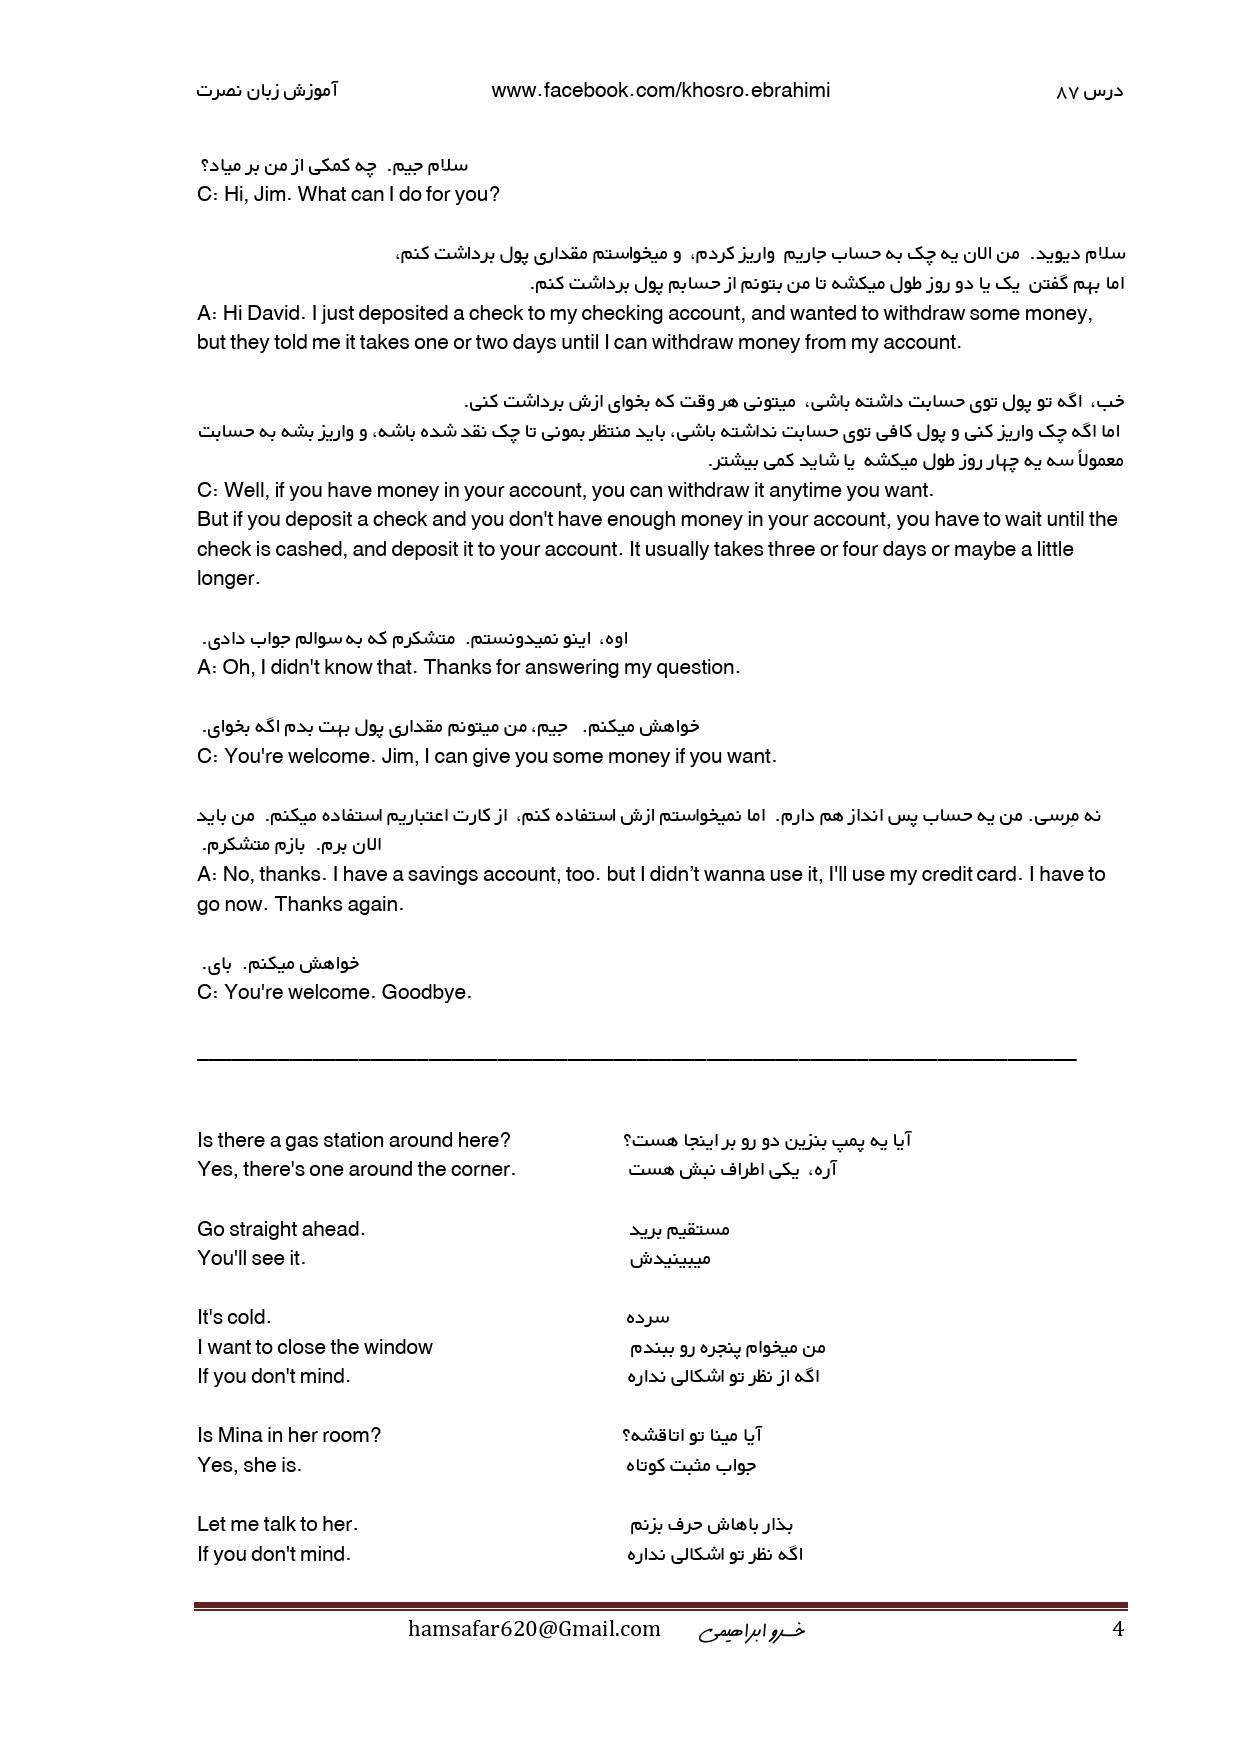 درس ۸۷ www.facebook.com/khosro.ebrahimi آموزش زبان نصرت
سلام جیم. چه کمکی از من بر میاد؟
C: Hi, Jim. What can I do for you?
سلام دیوید. من الان یه چک به حساب جاریم واریز کردم، و میخواستم مقداری پول برداشت کنم،
اما بهم گفتن یک یا دو روز طول میکشه تا من بتونم از حسابم پول برداشت کنم.
A: Hi David. I just deposited a check to my checking account, and wanted to withdraw some money,
but they told me it takes one or two days until I can withdraw money from my account.
خب، اگه تو پول توی حسابت داشته باشی، میتونی هر وقت که بخوای ازش برداشت کنی.
اما اگه چک واریز کنی و پول کافی توی حسابت نداشته باشی، باید منتظر بمونی تا چک نقد شده باشه، و واریز بشه به حسابت
معمولاً سه یه چهار روز طول میکشه یا شاید کمی بیشتر.
C: Well, if you have money in your account, you can withdraw it anytime you want.
But if you deposit a check and you don't have enough money in your account, you have to wait until the
check is cashed, and deposit it to your account. It usually takes three or four days or maybe a little
longer.
اوه، اینو نمیدونستم. متشکرم که به سوالم جواب دادی.
A: Oh, I didn't know that. Thanks for answering my question.
خواهش میکنم. جیم، من میتونم مقداری پول بهت بدم اگه بخوای.
C: You're welcome. Jim, I can give you some money if you want.
نه مِرسی. من یه حساب پس انداز هم دارم. اما نمیخواستم ازش استفاده کنم، از کارت اعتباریم استفاده میکنم. من باید
الان برم. بازم متشکرم.
A: No, thanks. I have a savings account, too. but I didn’t wanna use it, I'll use my credit card. I have to
go now. Thanks again.
خواهش میکنم. بای.
C: You're welcome. Goodbye.
Is there a gas station around here? آیا یه پمپ بنزین دو رو بر اینجا هست؟
Yes, there's one around the corner. آره، یکی اطراف نبش هست
Go straight ahead. مستقیم برید
You'll see it. میبینیدش
It's cold. سرده
I want to close the window من میخوام پنجره رو ببندم
If you don't mind. اگه از نظر تو اشکالی نداره
Is Mina in her room? آیا مینا تو اتاقشه؟
Yes, she is. جواب مثبت کوتاه
Let me talk to her. بذار باهاش حرف بزنم
If you don't mind. اگه نظر تو اشکالی نداره
hamsafar620@Gmail.com خسرو ابراهیمی 4